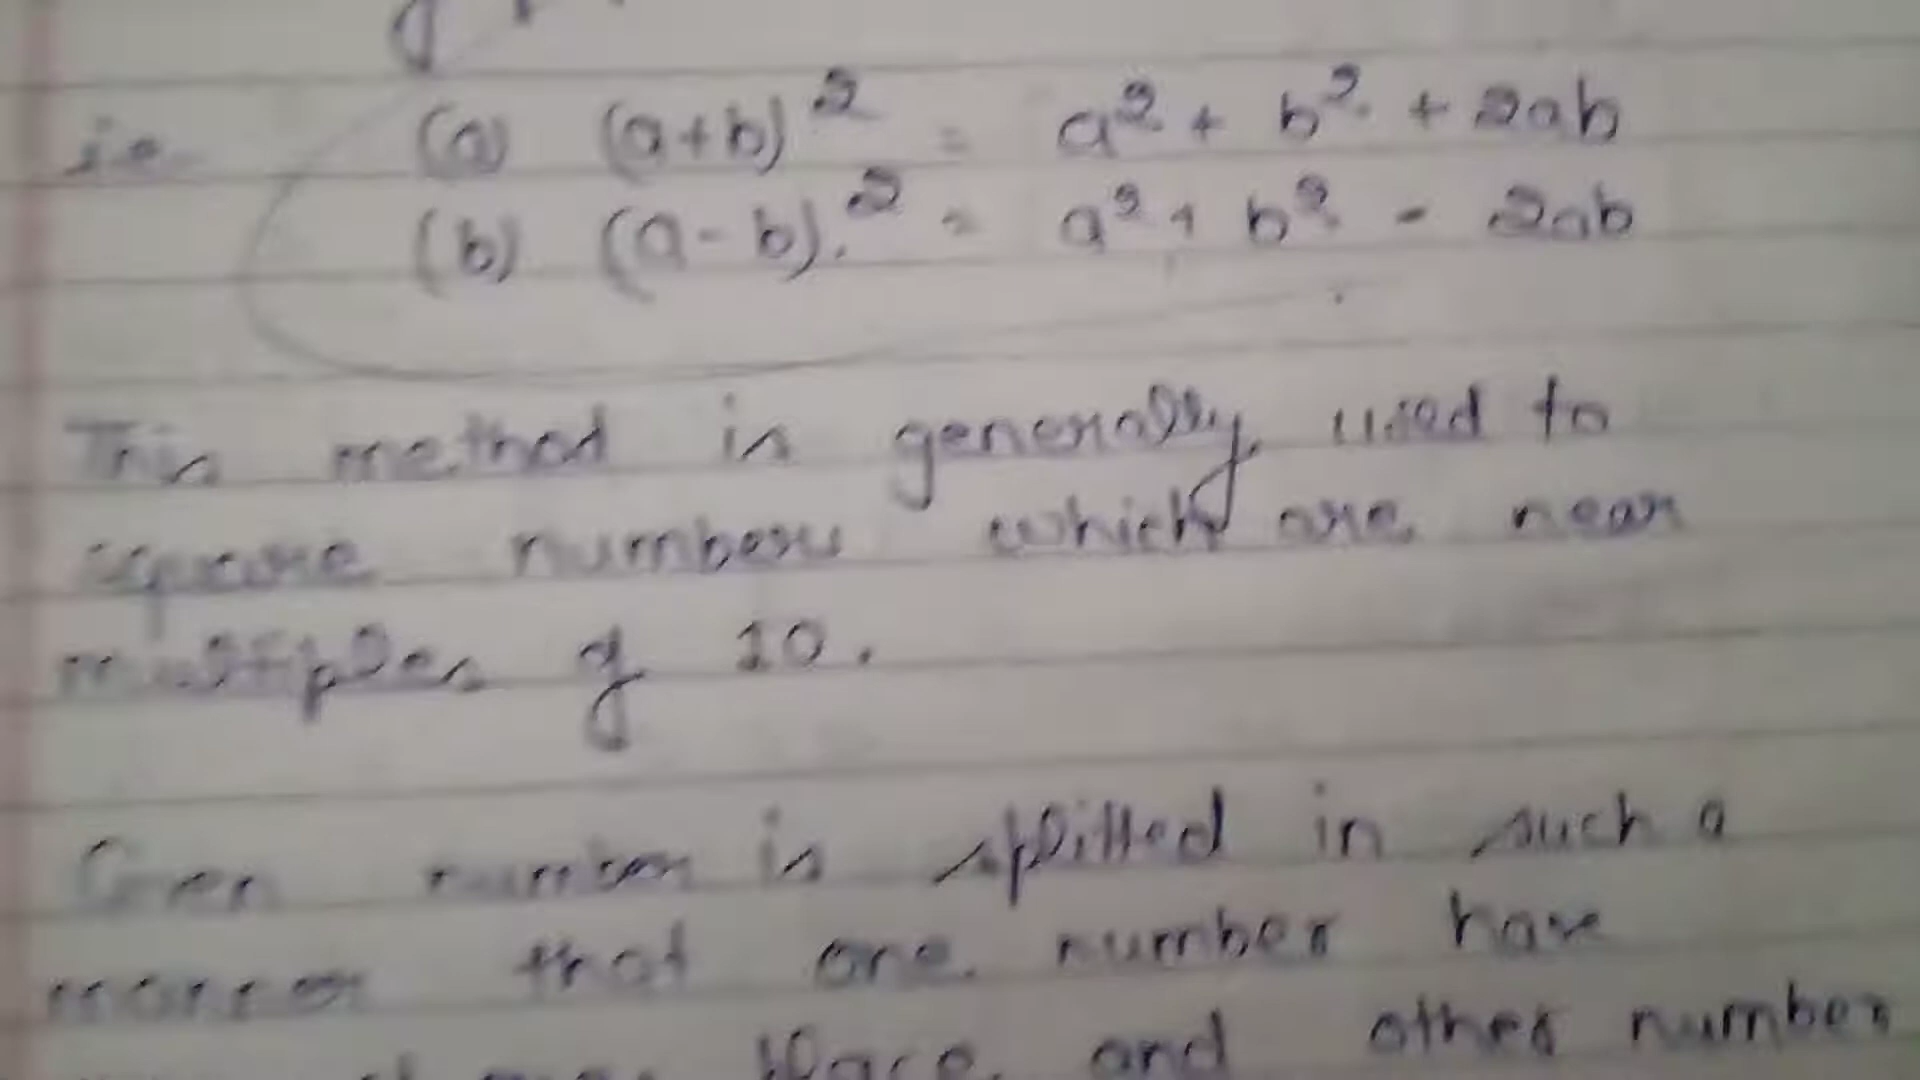 i.e. (a) (a+b)² = a² + b² + 2ab
(b) (a-b).² = a² + b² - 2ab
This method is generally used to
square numbers which are near
multiples of 10.
Given number is splitted in such a
manner that one number have
place and other number